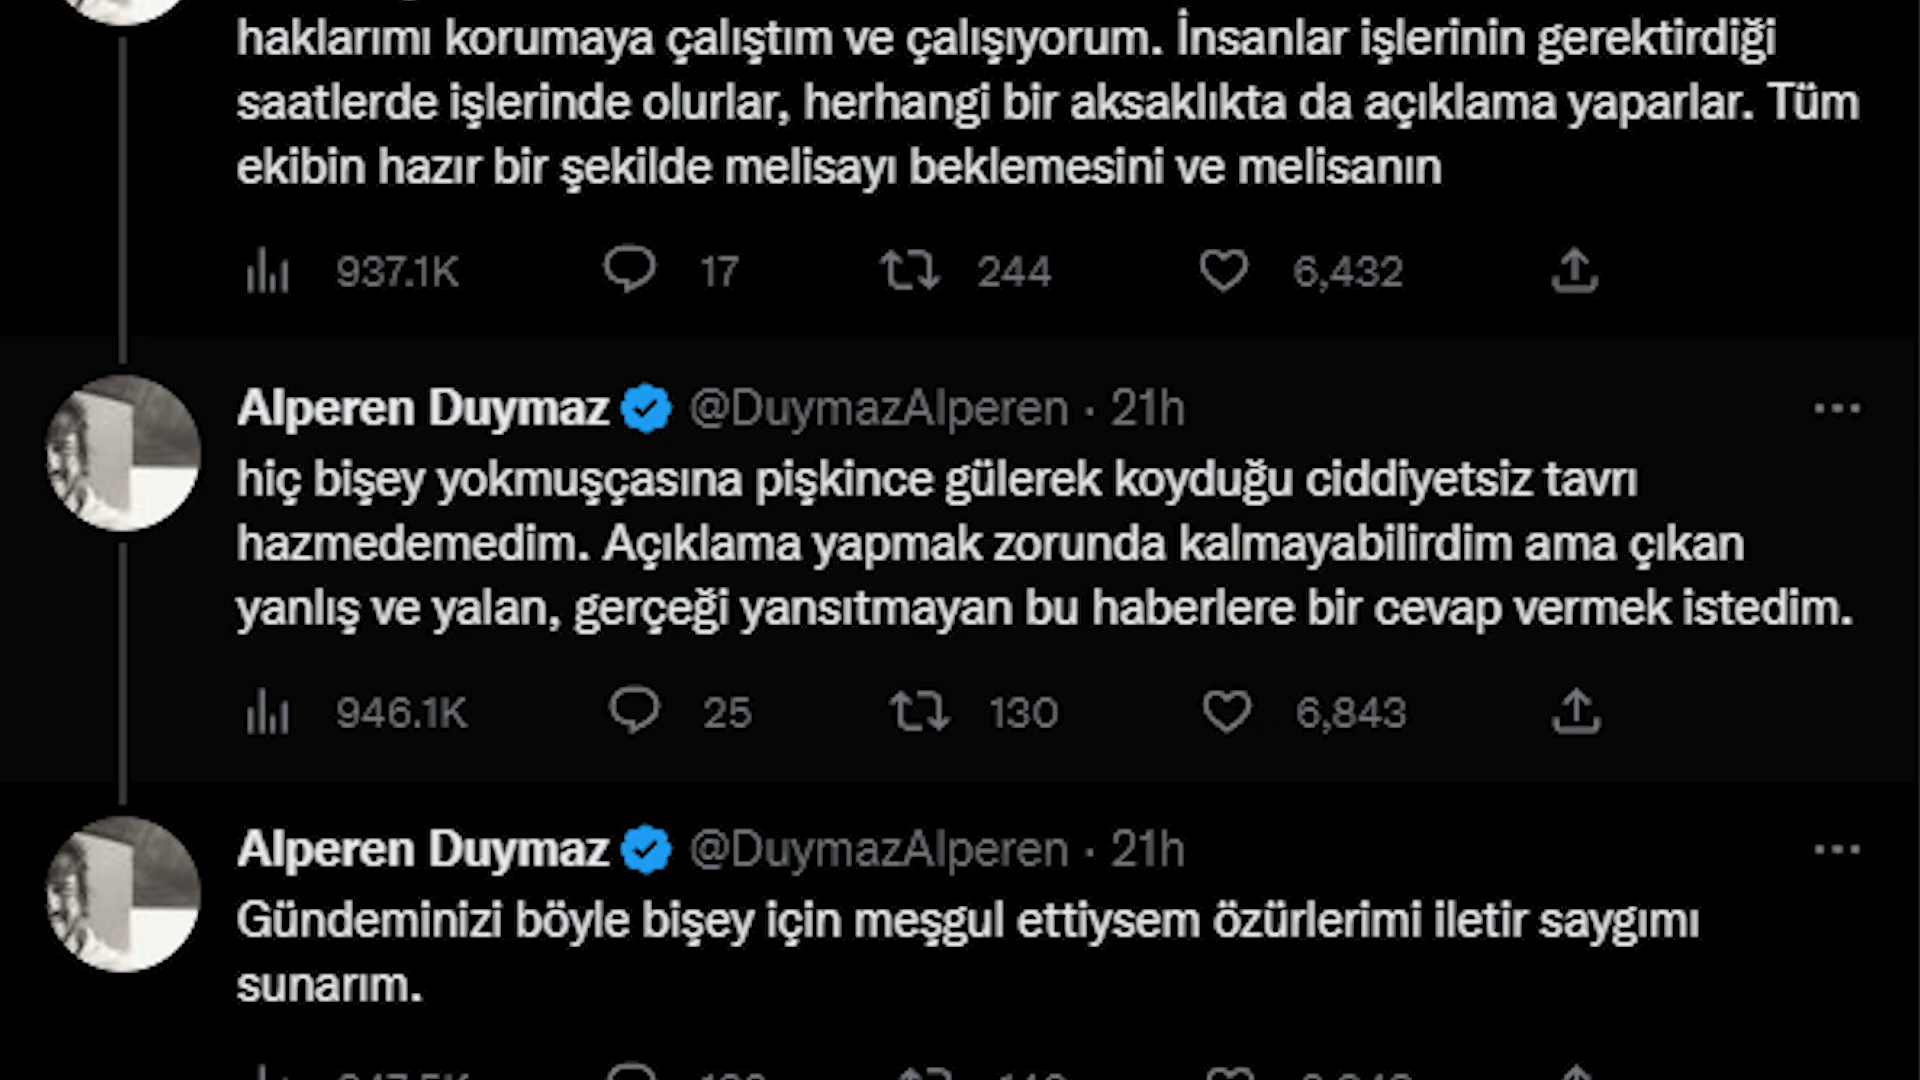 haklarımı korumaya çalıştım ve çalışıyorum. İnsanlar işlerinin gerektirdiği
saatlerde işlerinde olurlar, herhangi bir aksaklıkta da açıklama yaparlar. Tüm
ekibin hazır bir şekilde melisayı beklemesini ve melisanın
937.1K 17 244 6,432
Alperen Duymaz @DuymazAlperen · 21h
hiç bişey yokmuşçasına pişkince gülerek koyduğu ciddiyetsiz tavrı
hazmedemedim. Açıklama yapmak zorunda kalmayabilirdim ama çıkan
yanlış ve yalan, gerçeği yansıtmayan bu haberlere bir cevap vermek istedim.
946.1K 25 130 6,843
Alperen Duymaz @DuymazAlperen · 21h
Gündeminizi böyle bişey için meşgul ettiysem özürlerimi iletir saygımı
sunarım.